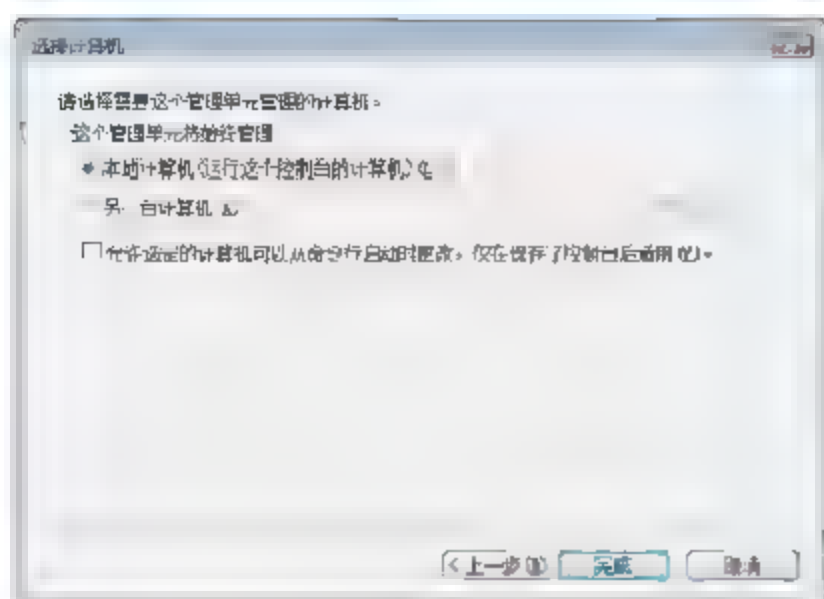 选择计算机
请选择需要这个管理单元管理的计算机。
这个管理单元将始终管理
本地计算机(运行这个控制台的计算机)(L)
另一台计算机(A)
允许选定的计算机可以从命令行启动时更改。仅在保存了控制台后适用(W)。
<上一步(B)
完成
取消